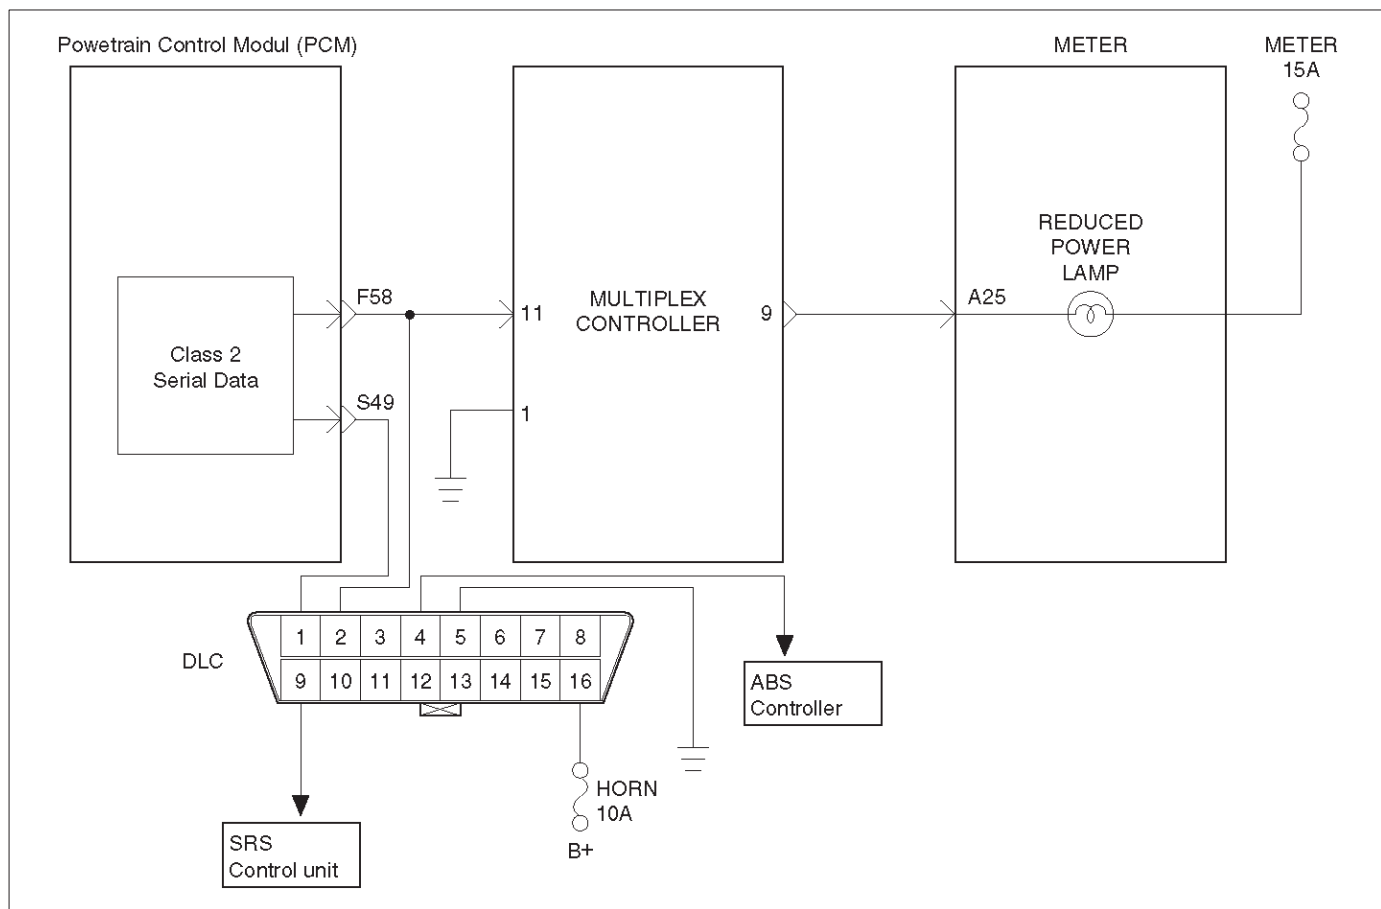 Powetrain Control Modul (PCM)
METER
METER
15A
REDUCED
POWER
LAMP
F58
11
MULTIPLEX
CONTROLLER
9
A25
Class 2
Serial Data
S49
1
DLC
1 2 3 4 5 6 7 8
9 10 11 12 13 14 15 16
ABS
Controller
HORN
10A
B+
SRS
Control unit